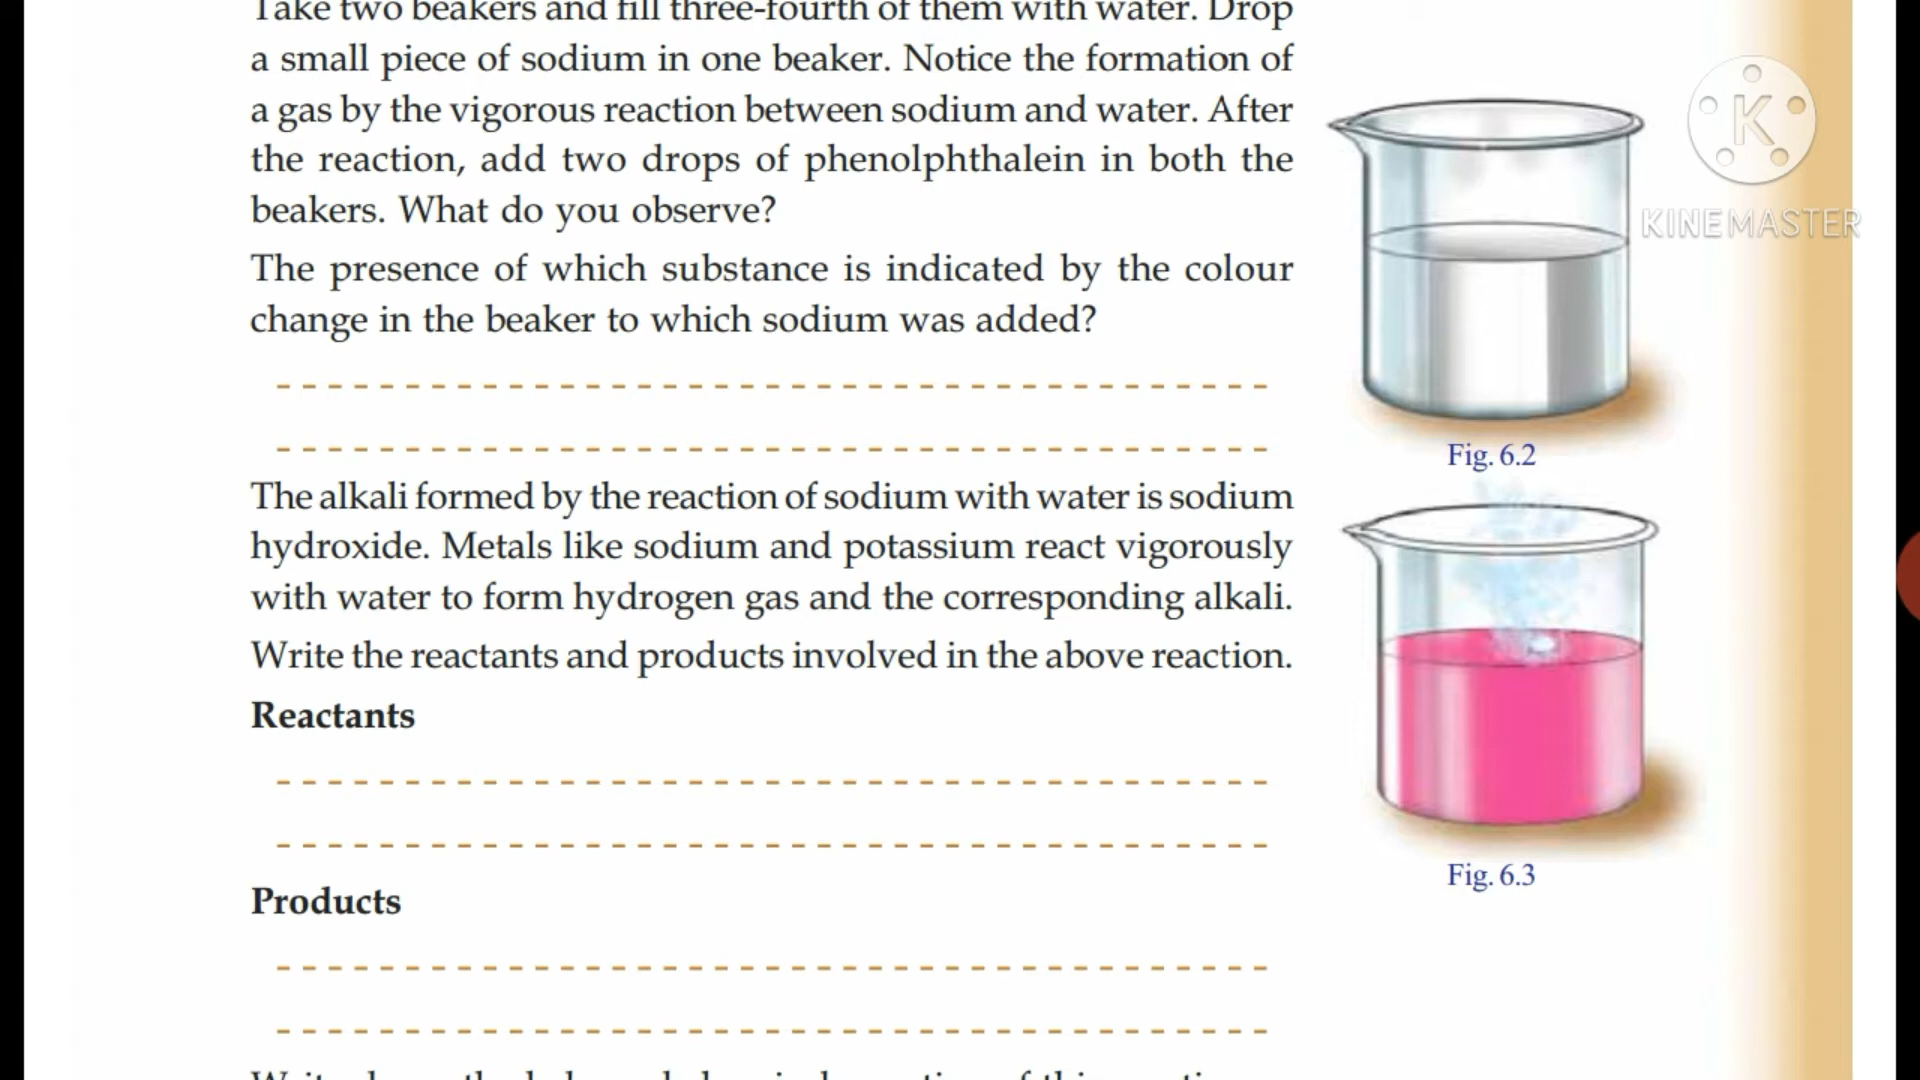 Take two beakers and fill three-fourth of them with water. Drop
a small piece of sodium in one beaker. Notice the formation of
a gas by the vigorous reaction between sodium and water. After
the reaction, add two drops of phenolphthalein in both the
beakers. What do you observe?
The presence of which substance is indicated by the colour
change in the beaker to which sodium was added?
The alkali formed by the reaction of sodium with water is sodium
hydroxide. Metals like sodium and potassium react vigorously
with water to form hydrogen gas and the corresponding alkali.
Write the reactants and products involved in the above reaction.
Reactants
Products
K
KINEMASTER
Fig. 6.2
Fig. 6.3